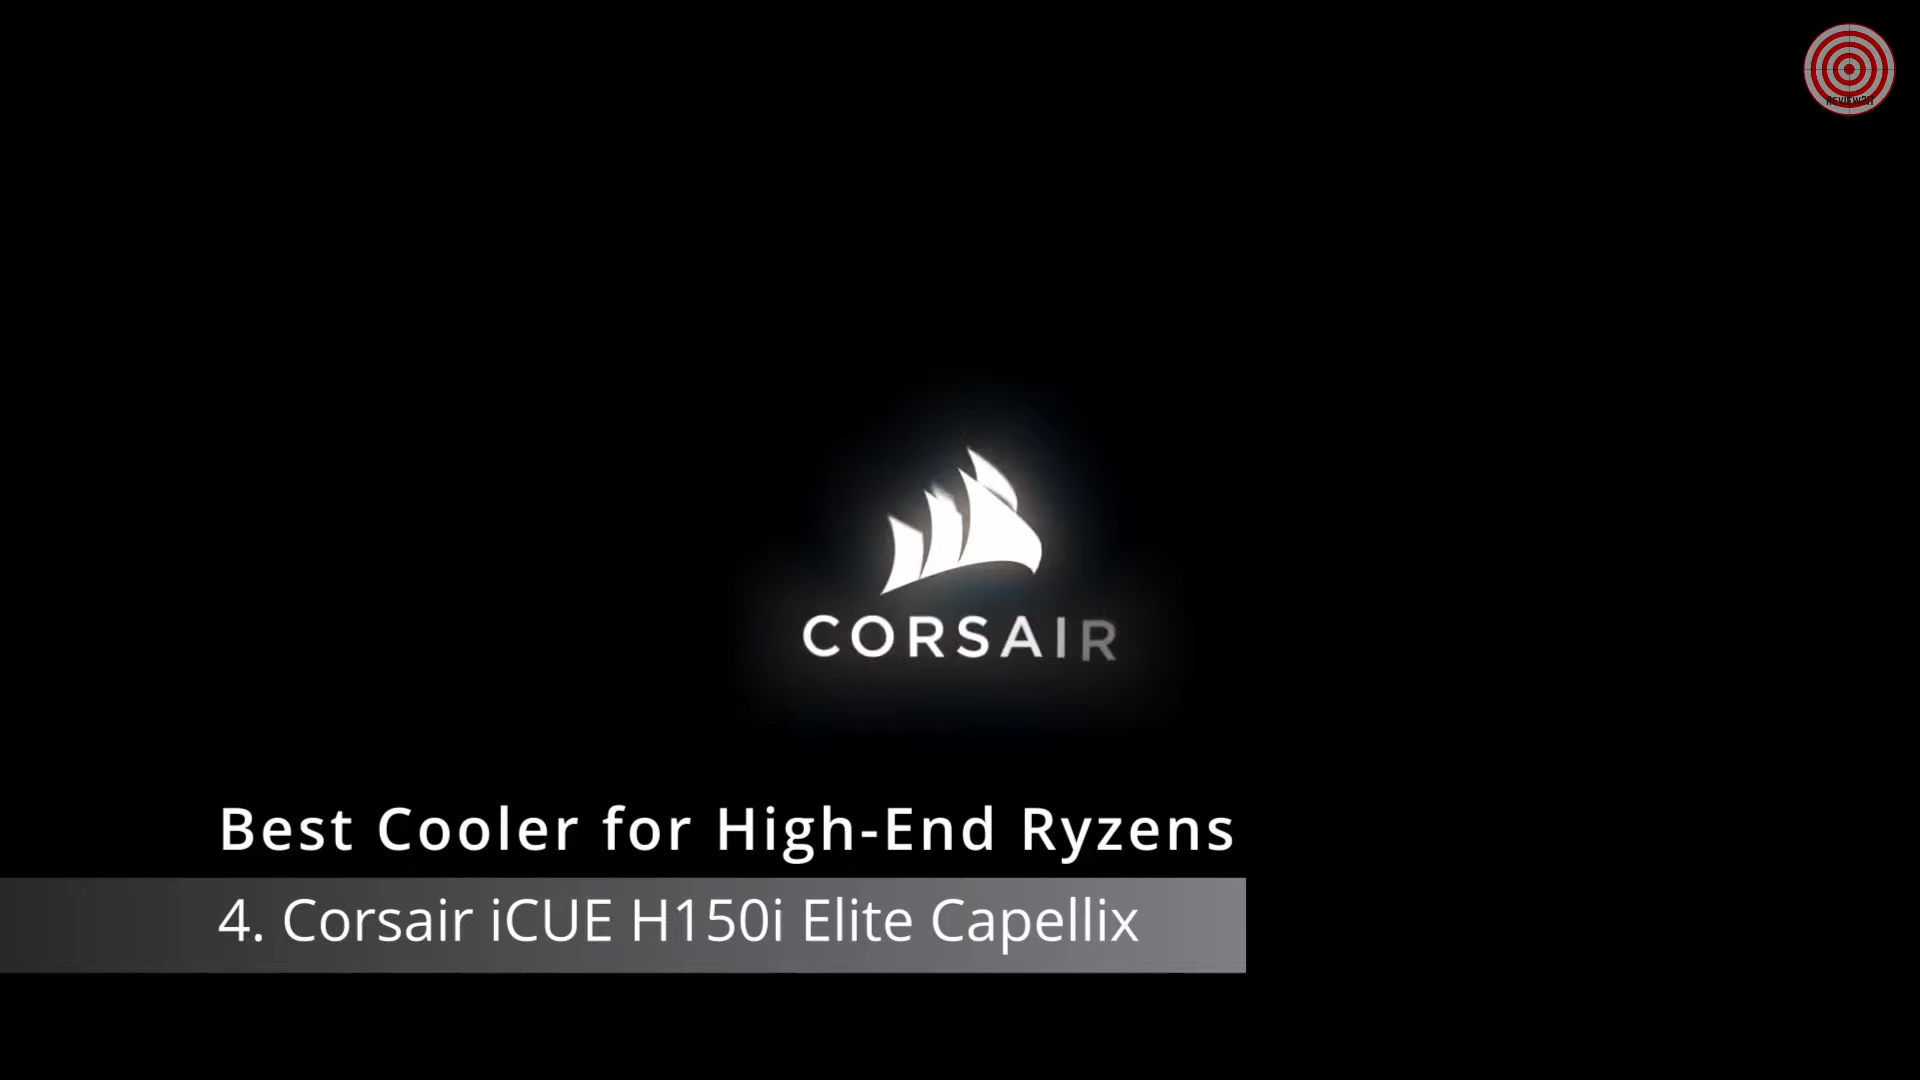 CORSAIR
Best Cooler for High-End Ryzens
4. Corsair iCUE H150i Elite Capellix